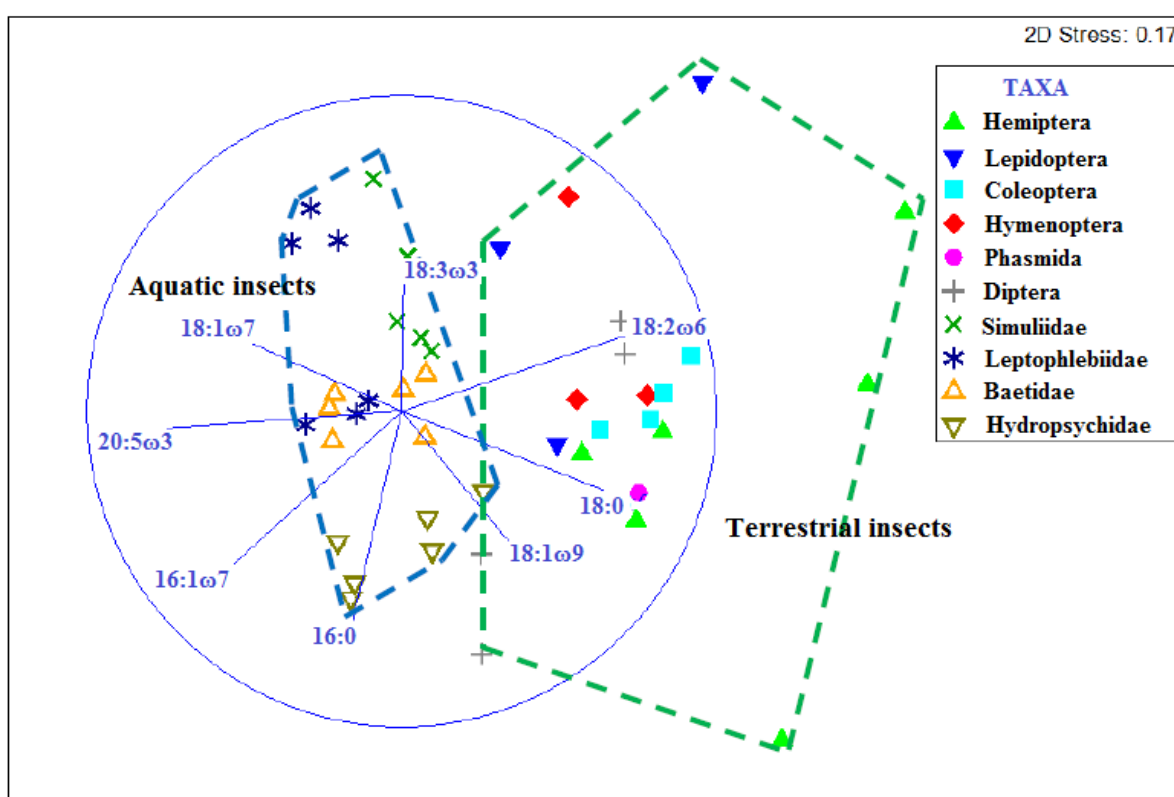 2D Stress: 0.17
TAXA
Hemiptera
Lepidoptera
Coleoptera
Hymenoptera
Phasmida
Diptera
Simuliidae
Leptophlebiidae
Baetidae
Hydropsychidae
18:3ω3
Aquatic insects
18:1ω7
18:2ω6
20:5ω3
18:0
Terrestrial insects
18:1ω9
16:1ω7
16:0